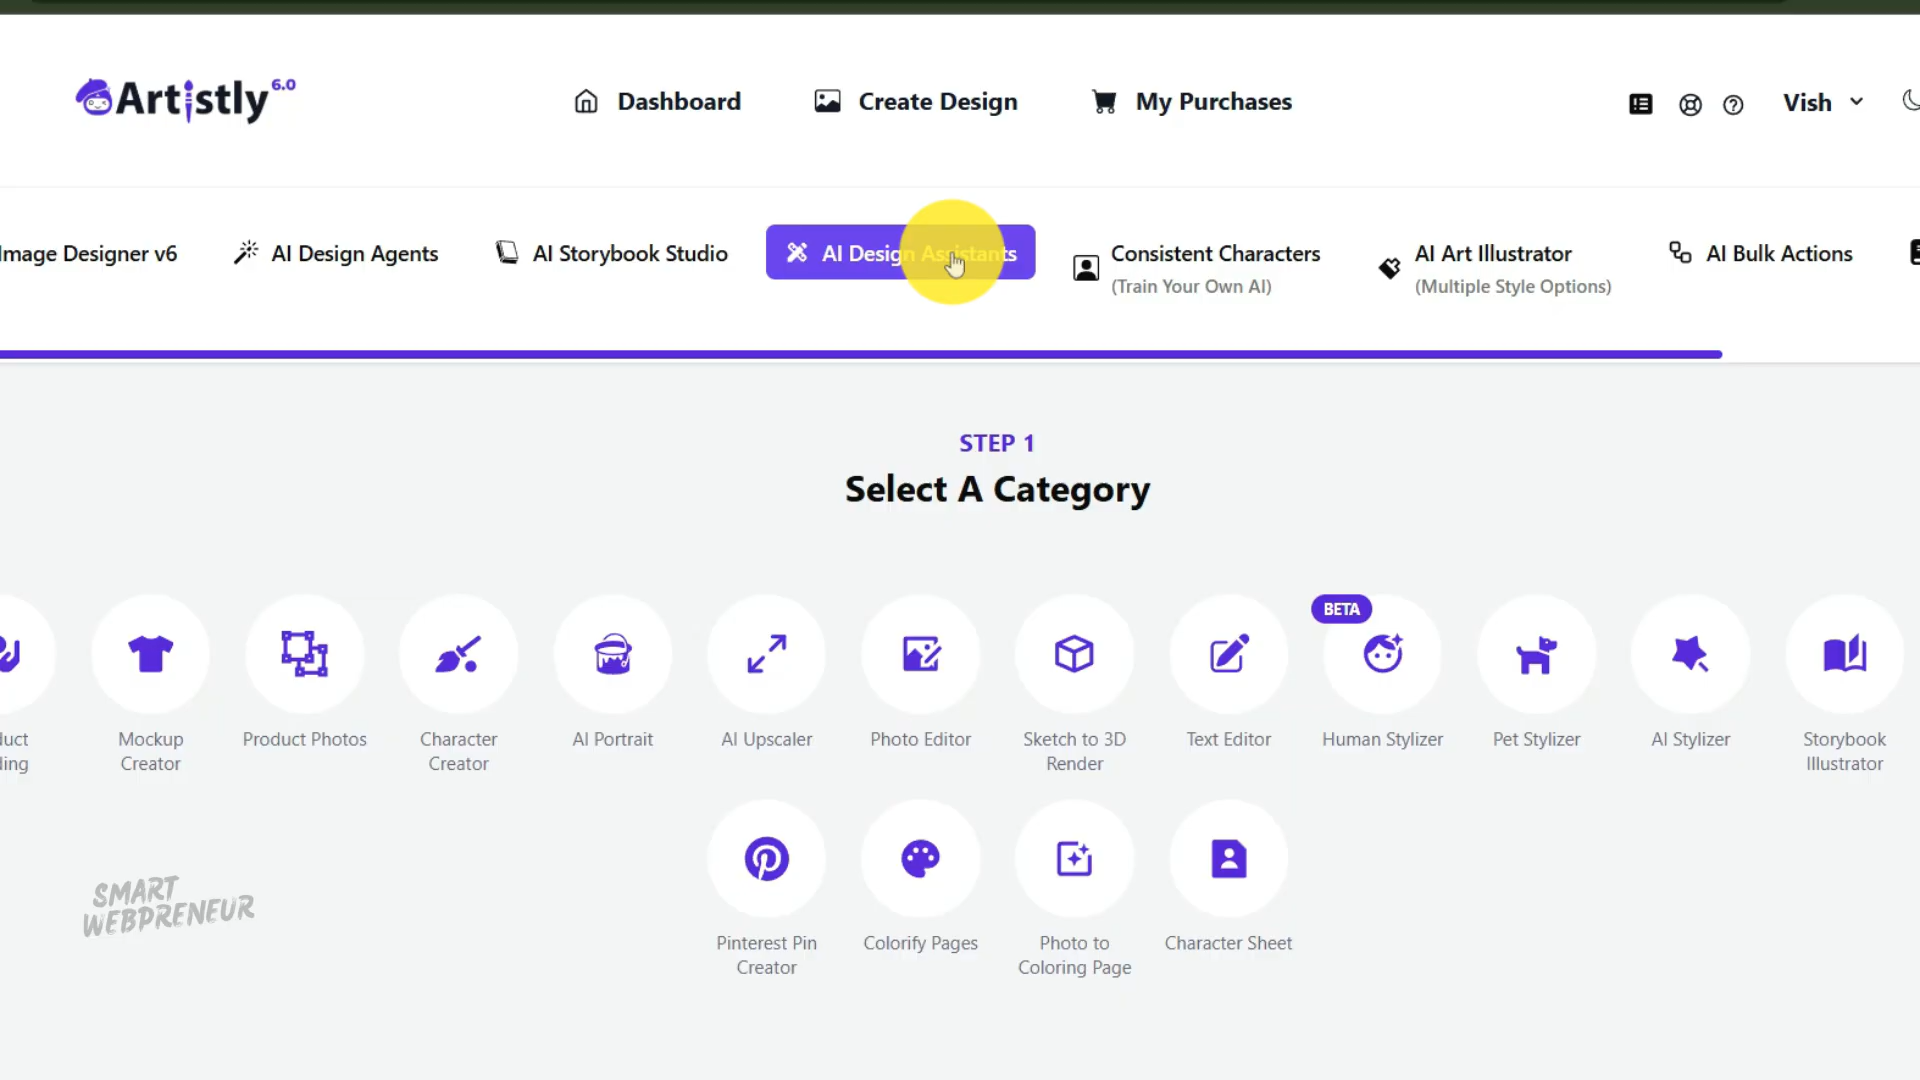 Artistly 6.0
Dashboard
Create Design
My Purchases
Vish
Image Designer v6
AI Design Agents
AI Storybook Studio
AI Design Assistants
Consistent Characters
(Train Your Own AI)
AI Art Illustrator
(Multiple Style Options)
AI Bulk Actions
STEP 1
Select A Category
BETA
Mockup
Creator
Product Photos
Character
Creator
AI Portrait
AI Upscaler
Photo Editor
Sketch to 3D
Render
Text Editor
Human Stylizer
Pet Stylizer
AI Stylizer
Storybook
Illustrator
SMART
WEBPRENEUR
Pinterest Pin
Creator
Colorify Pages
Photo to
Coloring Page
Character Sheet